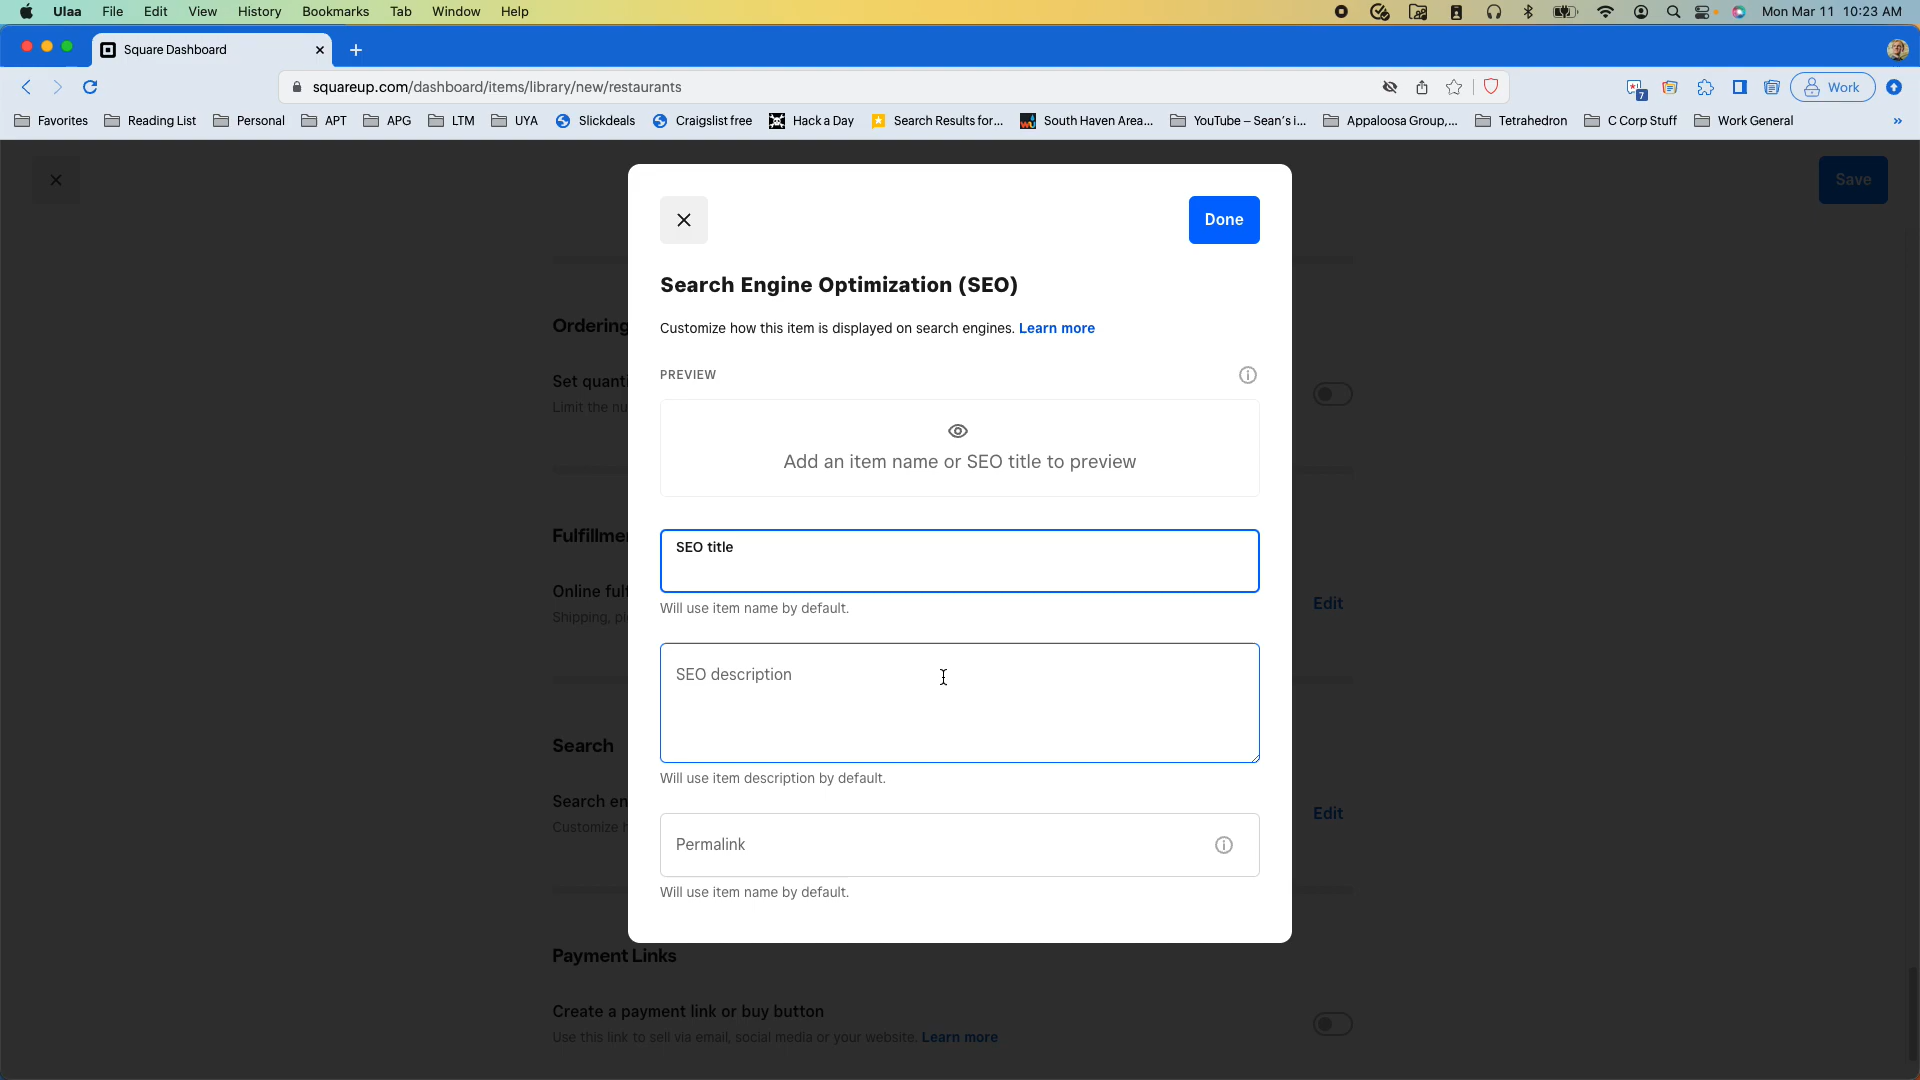 Ulaa File Edit View History Bookmarks Tab Window Help Mon Mar 11 10:23 AM
Square Dashboard
squareup.com/dashboard/items/library/new/restaurants 7 Work
Favorites Reading List Personal APT APG LTM UYA Slickdeals Craigslist free Hack a Day Search Results for... South Haven Area... YouTube – Sean's i... Appaloosa Group,... Tetrahedron C Corp Stuff Work General »
Save
Done
Search Engine Optimization (SEO)
Customize how this item is displayed on search engines. Learn more
PREVIEW
Add an item name or SEO title to preview
SEO title
Will use item name by default.
SEO description
Will use item description by default.
Permalink
Will use item name by default.
Ordering
Set quanti
Limit the nu
Fulfillme
Online fulf
Shipping, pi
Edit
Search
Search en
Customize h
Edit
Payment Links
Create a payment link or buy button
Use this link to sell via email, social media or your website. Learn more